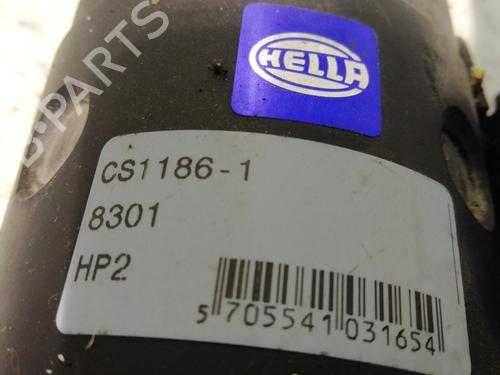 HELLA
B-PARTS
CS1186-1
8301
HP2
5 705541 031654